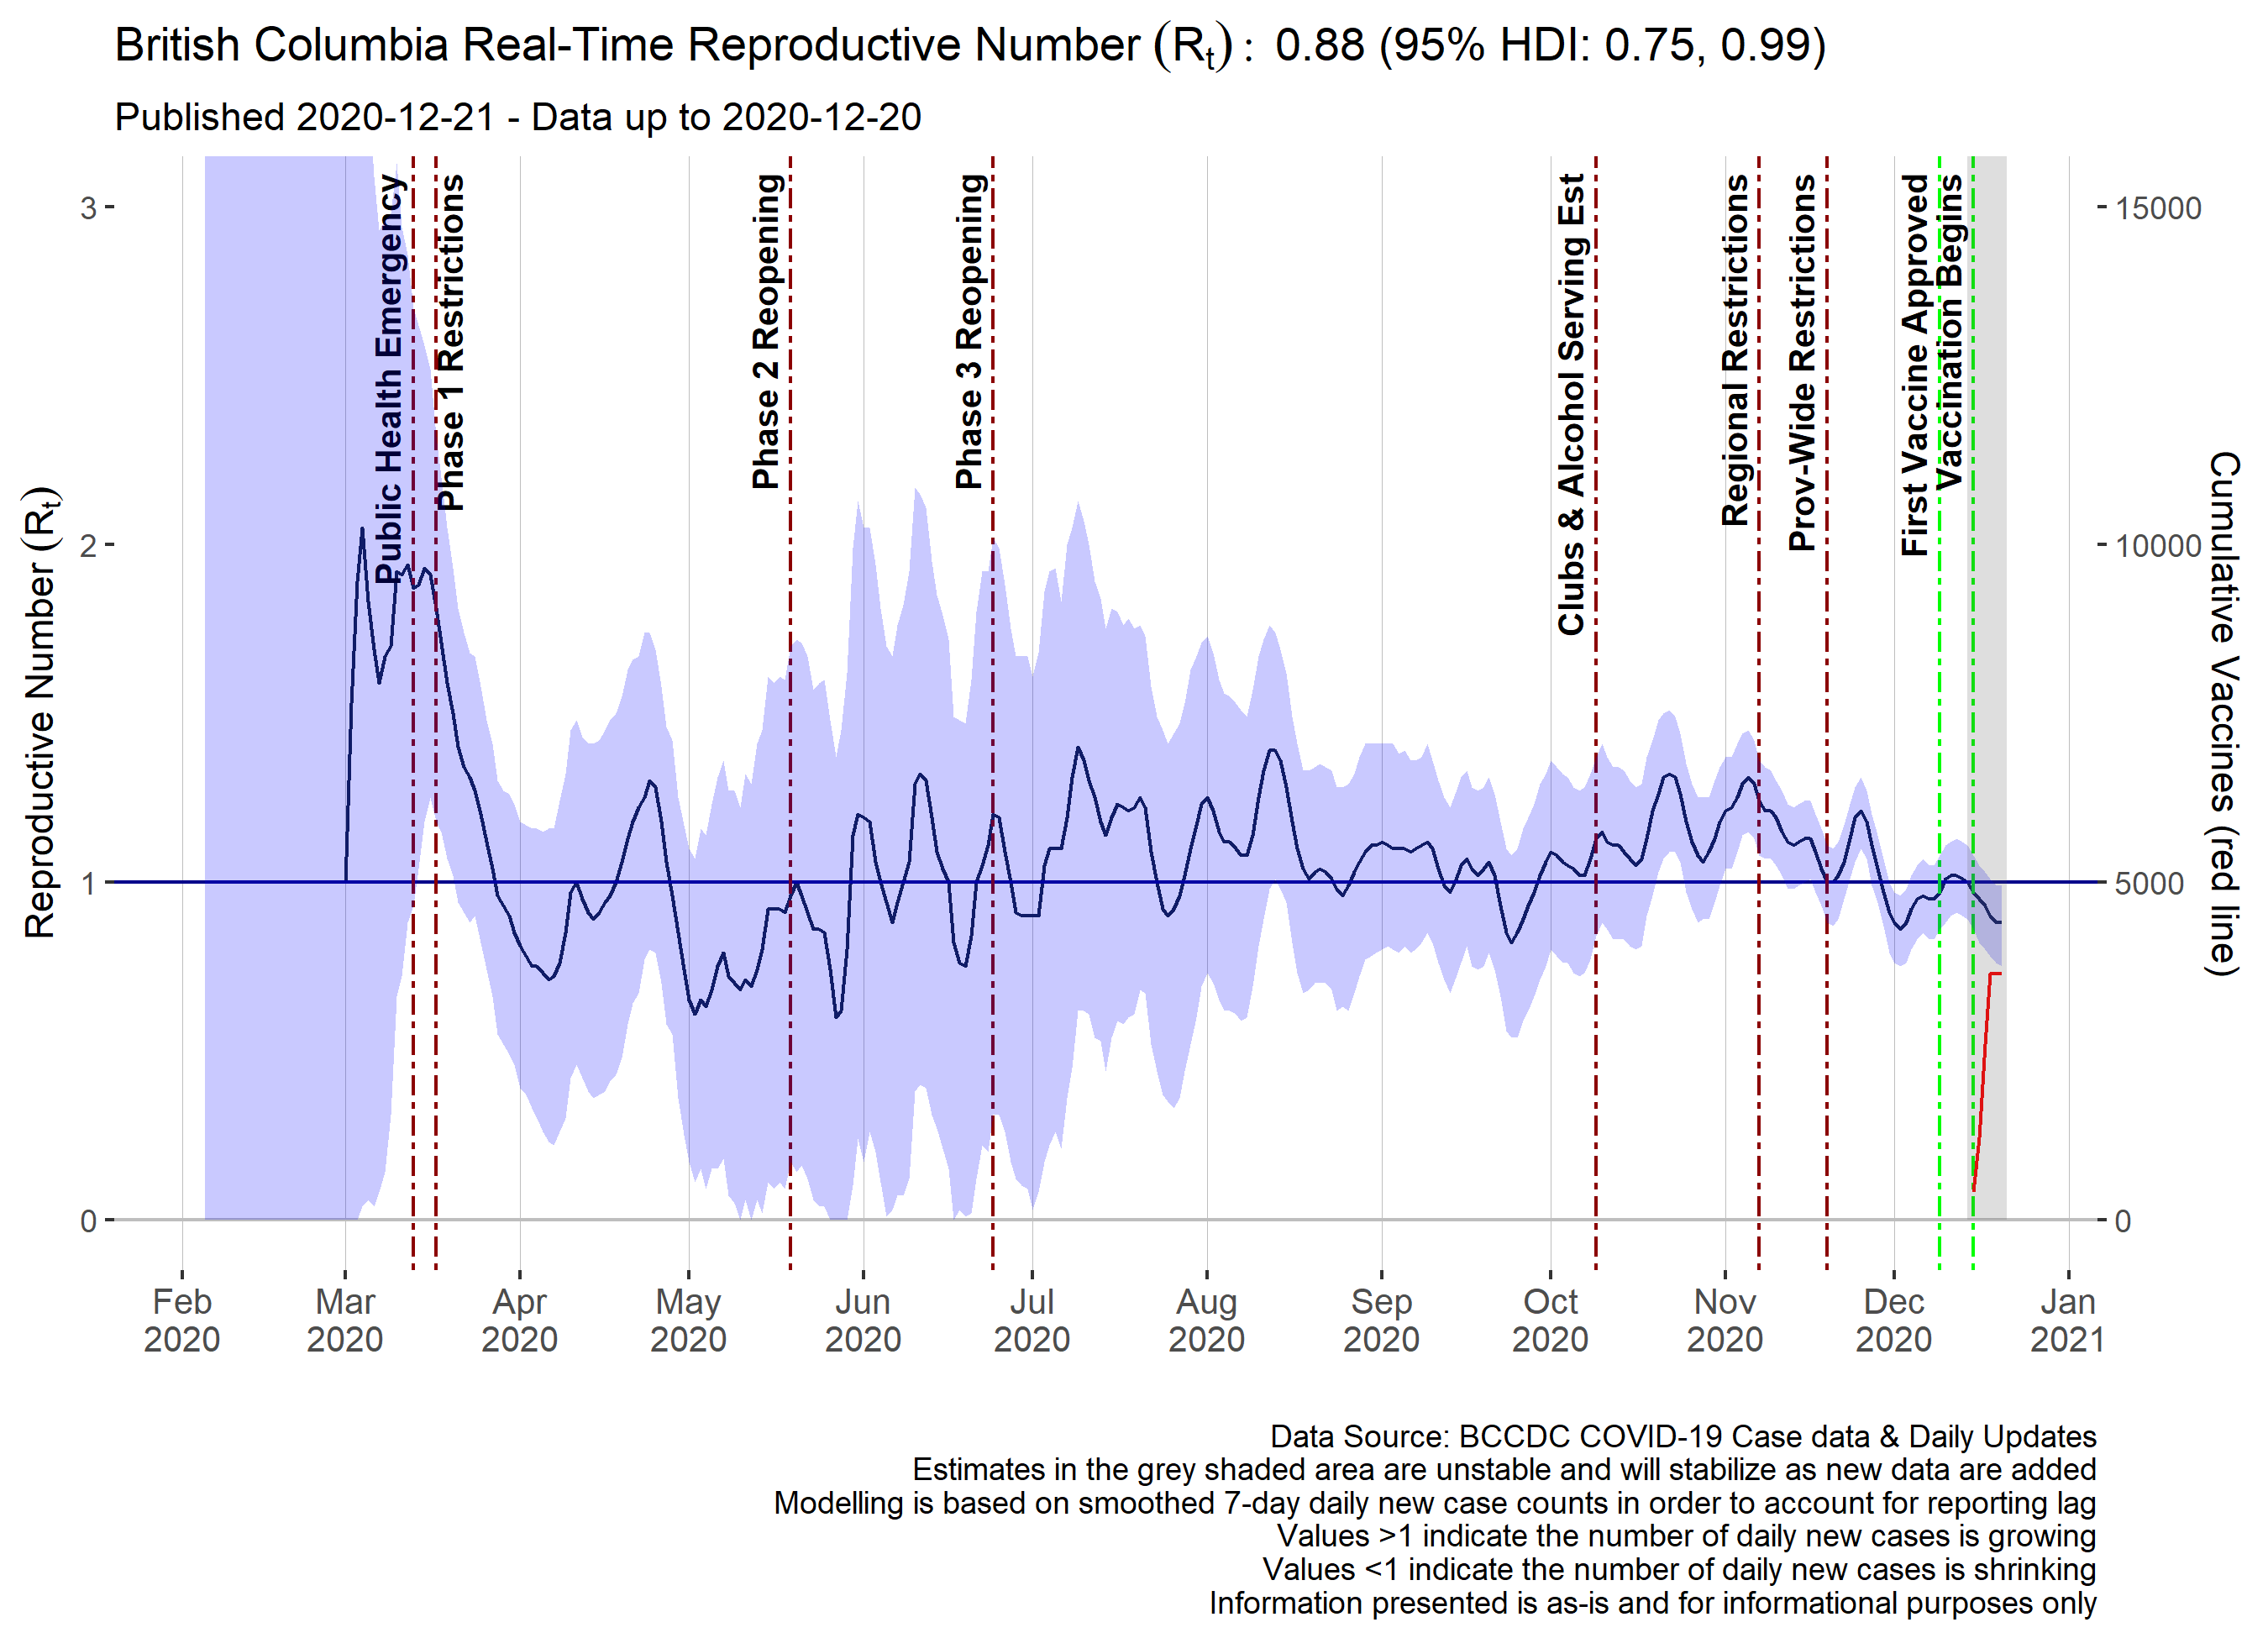 British Columbia Real-Time Reproductive Number (Rt): 0.88 (95% HDI: 0.75, 0.99)
Published 2020-12-21 - Data up to 2020-12-20
Reproductive Number (Rt)
3
2
1
0
Public Health Emergency
Phase 1 Restrictions
Phase 2 Reopening
Phase 3 Reopening
Clubs & Alcohol Serving Est
Regional Restrictions
Prov-Wide Restrictions
First Vaccine Approved
Vaccination Begins
15000
10000
5000
0
Cumulative Vaccines (red line)
Feb Mar Apr May Jun Jul Aug Sep Oct Nov Dec Jan
2020 2020 2020 2020 2020 2020 2020 2020 2020 2020 2020 2021
Data Source: BCCDC COVID-19 Case data & Daily Updates
Estimates in the grey shaded area are unstable and will stabilize as new data are added
Modelling is based on smoothed 7-day daily new case counts in order to account for reporting lag
Values >1 indicate the number of daily new cases is growing
Values <1 indicate the number of daily new cases is shrinking
Information presented is as-is and for informational purposes only